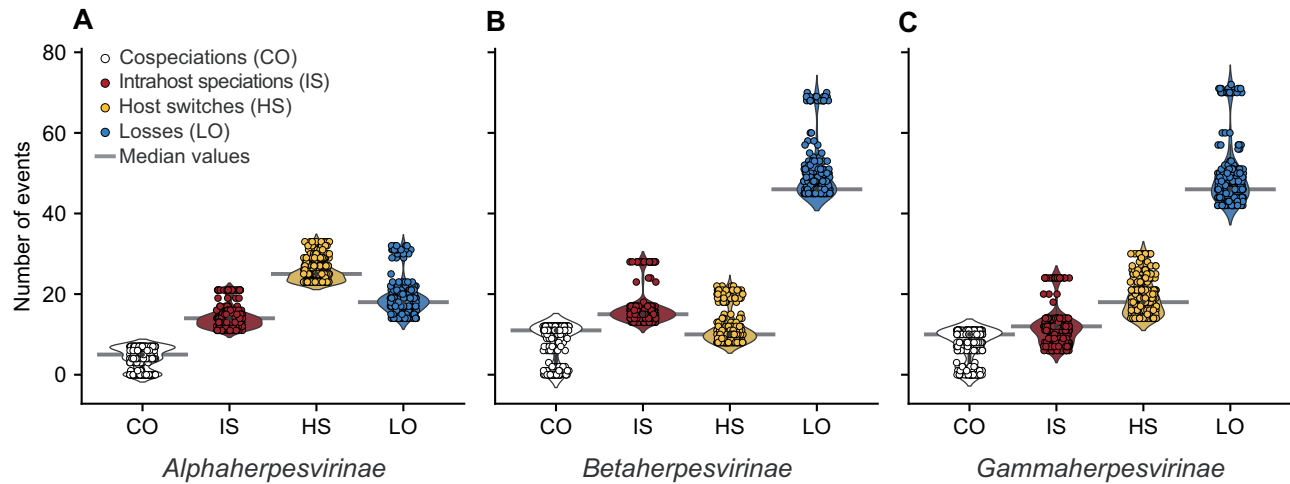 A
B
C
Number of events
80
60
40
20
0
Cospeciations (CO)
Intrahost speciations (IS)
Host switches (HS)
Losses (LO)
Median values
CO IS HS LO
CO IS HS LO
CO IS HS LO
Alphaherpesvirinae
Betaherpesvirinae
Gammaherpesvirinae